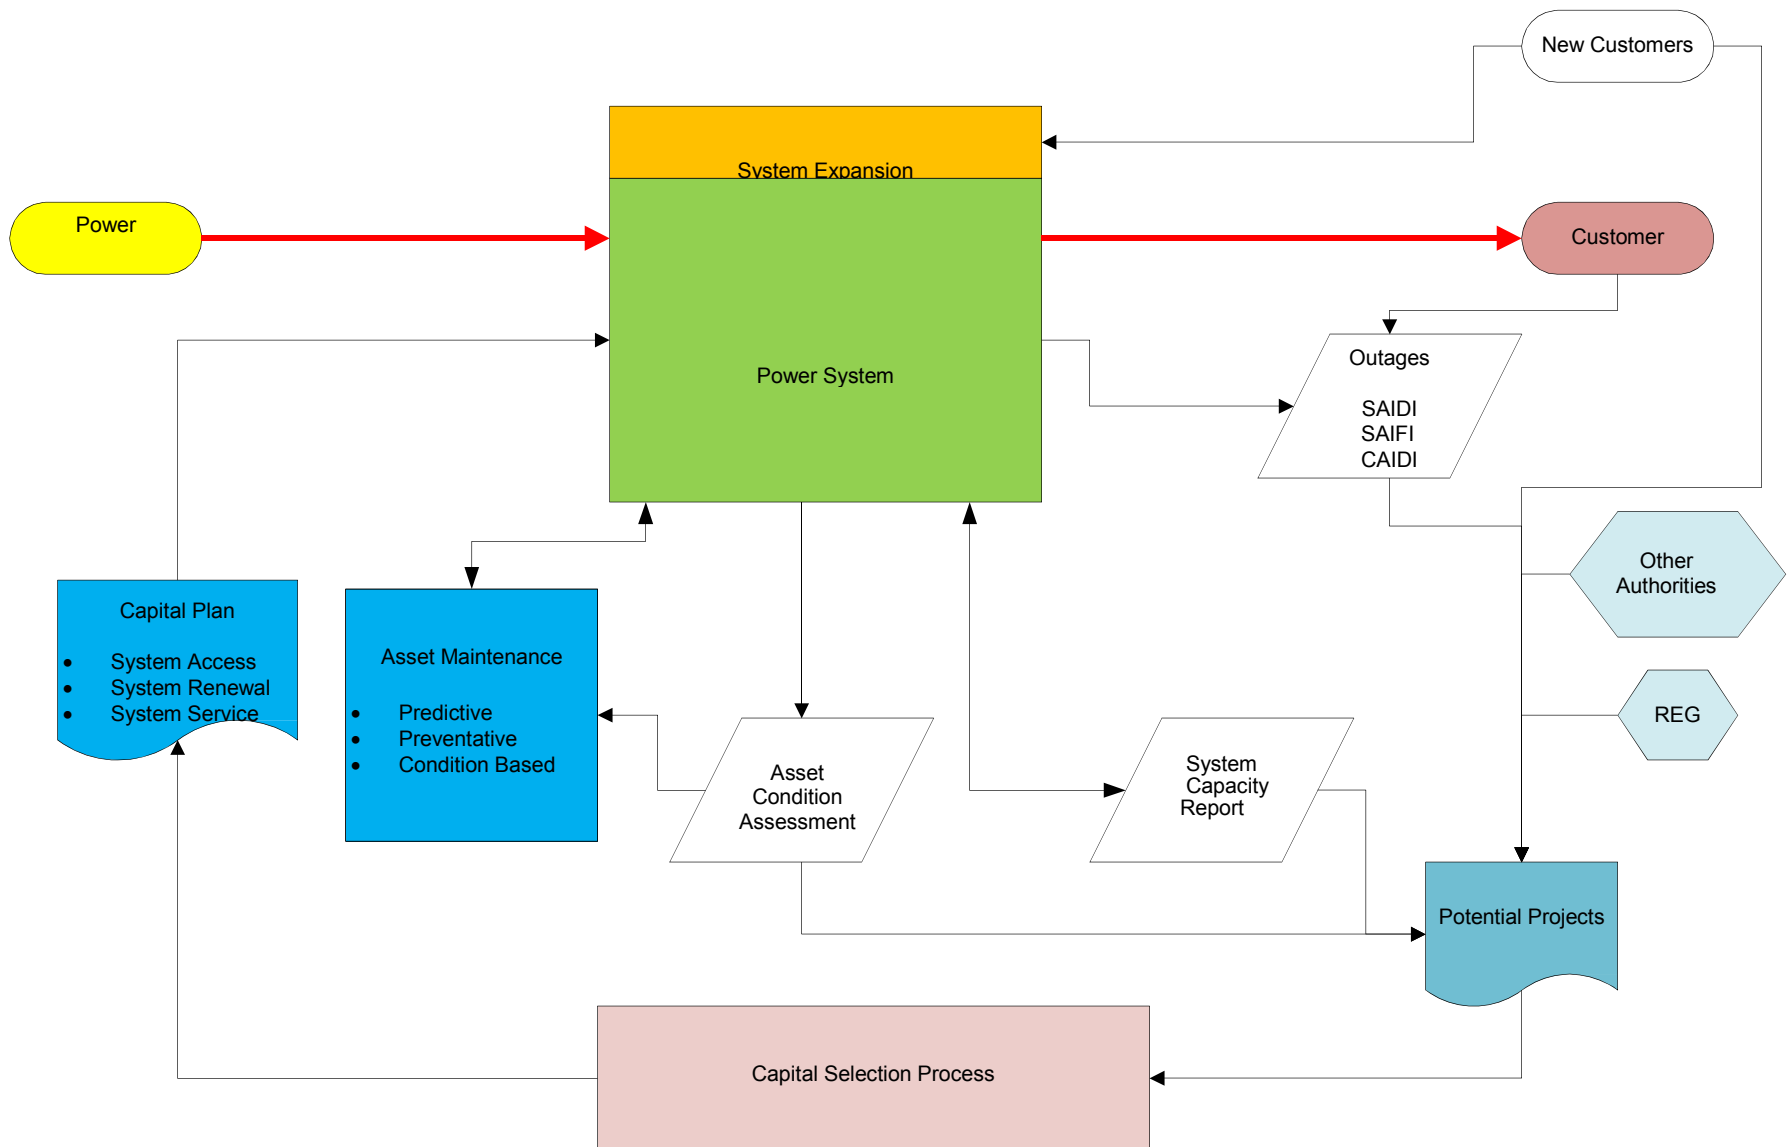 New Customers
System Expansion
Power
Customer
Power System
Outages
SAIDI
SAIFI
CAIDI
Other
Authorities
Capital Plan
• System Access
• System Renewal
• System Service
Asset Maintenance
• Predictive
• Preventative
• Condition Based
Asset
Condition
Assessment
System
Capacity
Report
REG
Potential Projects
Capital Selection Process